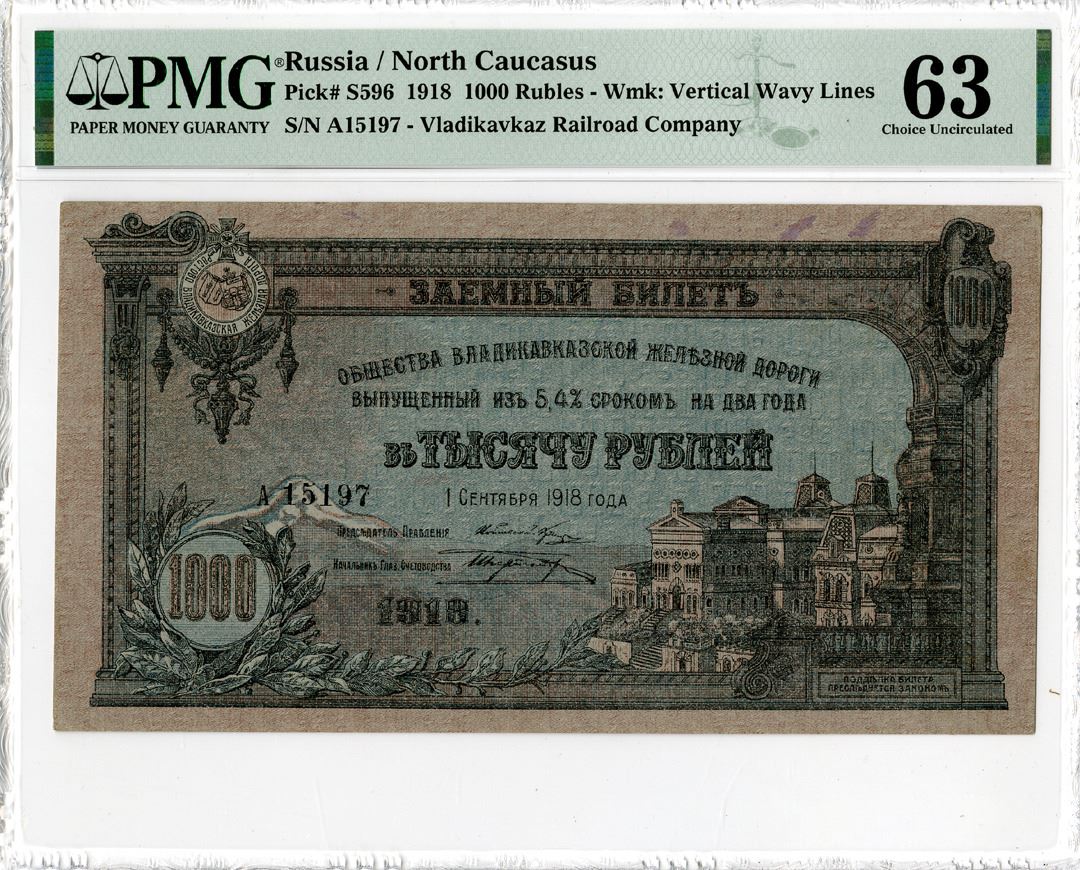 PMG®
PAPER MONEY GUARANTY
Russia / North Caucasus
Pick# S596 1918 1000 Rubles - Wmk: Vertical Wavy Lines
S/N A15197 - Vladikavkaz Railroad Company
63
Choice Uncirculated
ЗАЕМНЫЙ БИЛЕТЪ
1000
ОБЩЕСТВА ВЛАДИКАВКАЗСКОЙ ЖЕЛѢЗНОЙ ДОРОГИ
ВЫПУЩЕННЫЙ ИЗЪ 5,4% СРОКОМЪ НА ДВА ГОДА
ВЪ ТЫСЯЧУ РУБЛЕЙ
А 15197
1 СЕНТЯБРЯ 1918 ГОДА
ПРЕДСѢДАТЕЛЬ ПРАВЛЕНІЯ
НАЧАЛЬНИКЪ ГЛАВ. СЧЕТОВОДСТВА
1000
1918.
ПОДДѢЛКА БИЛЕТА
ПРЕСЛѢДУЕТСЯ ЗАКОНОМЪ